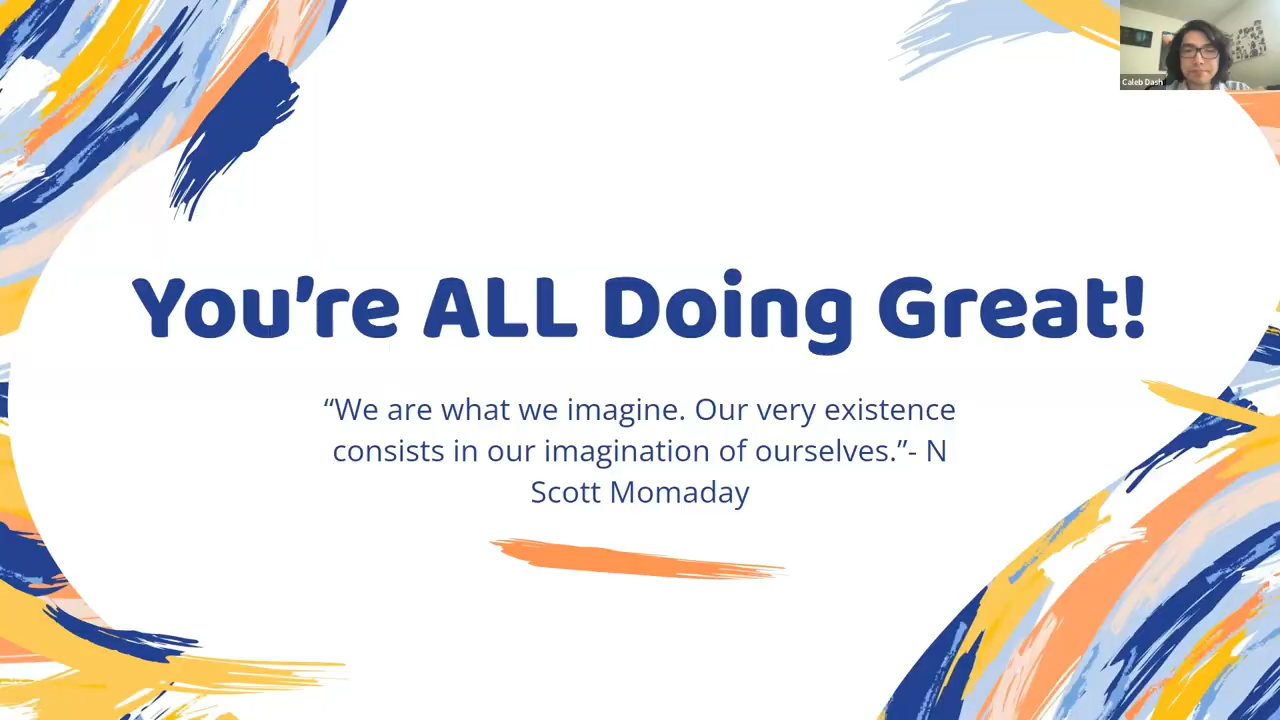 Caleb Dash
You're ALL Doing Great!
“We are what we imagine. Our very existence
consists in our imagination of ourselves.”- N
Scott Momaday